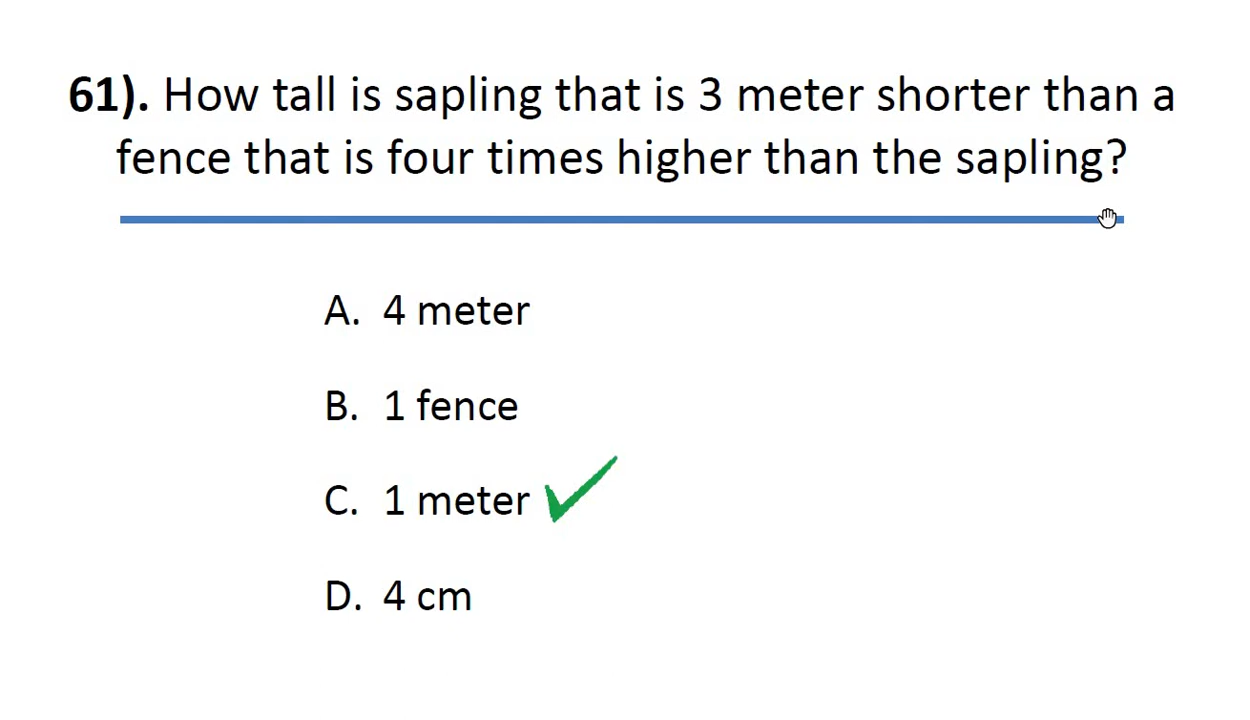 61). How tall is sapling that is 3 meter shorter than a
fence that is four times higher than the sapling?
A. 4 meter
B. 1 fence
C. 1 meter
D. 4 cm